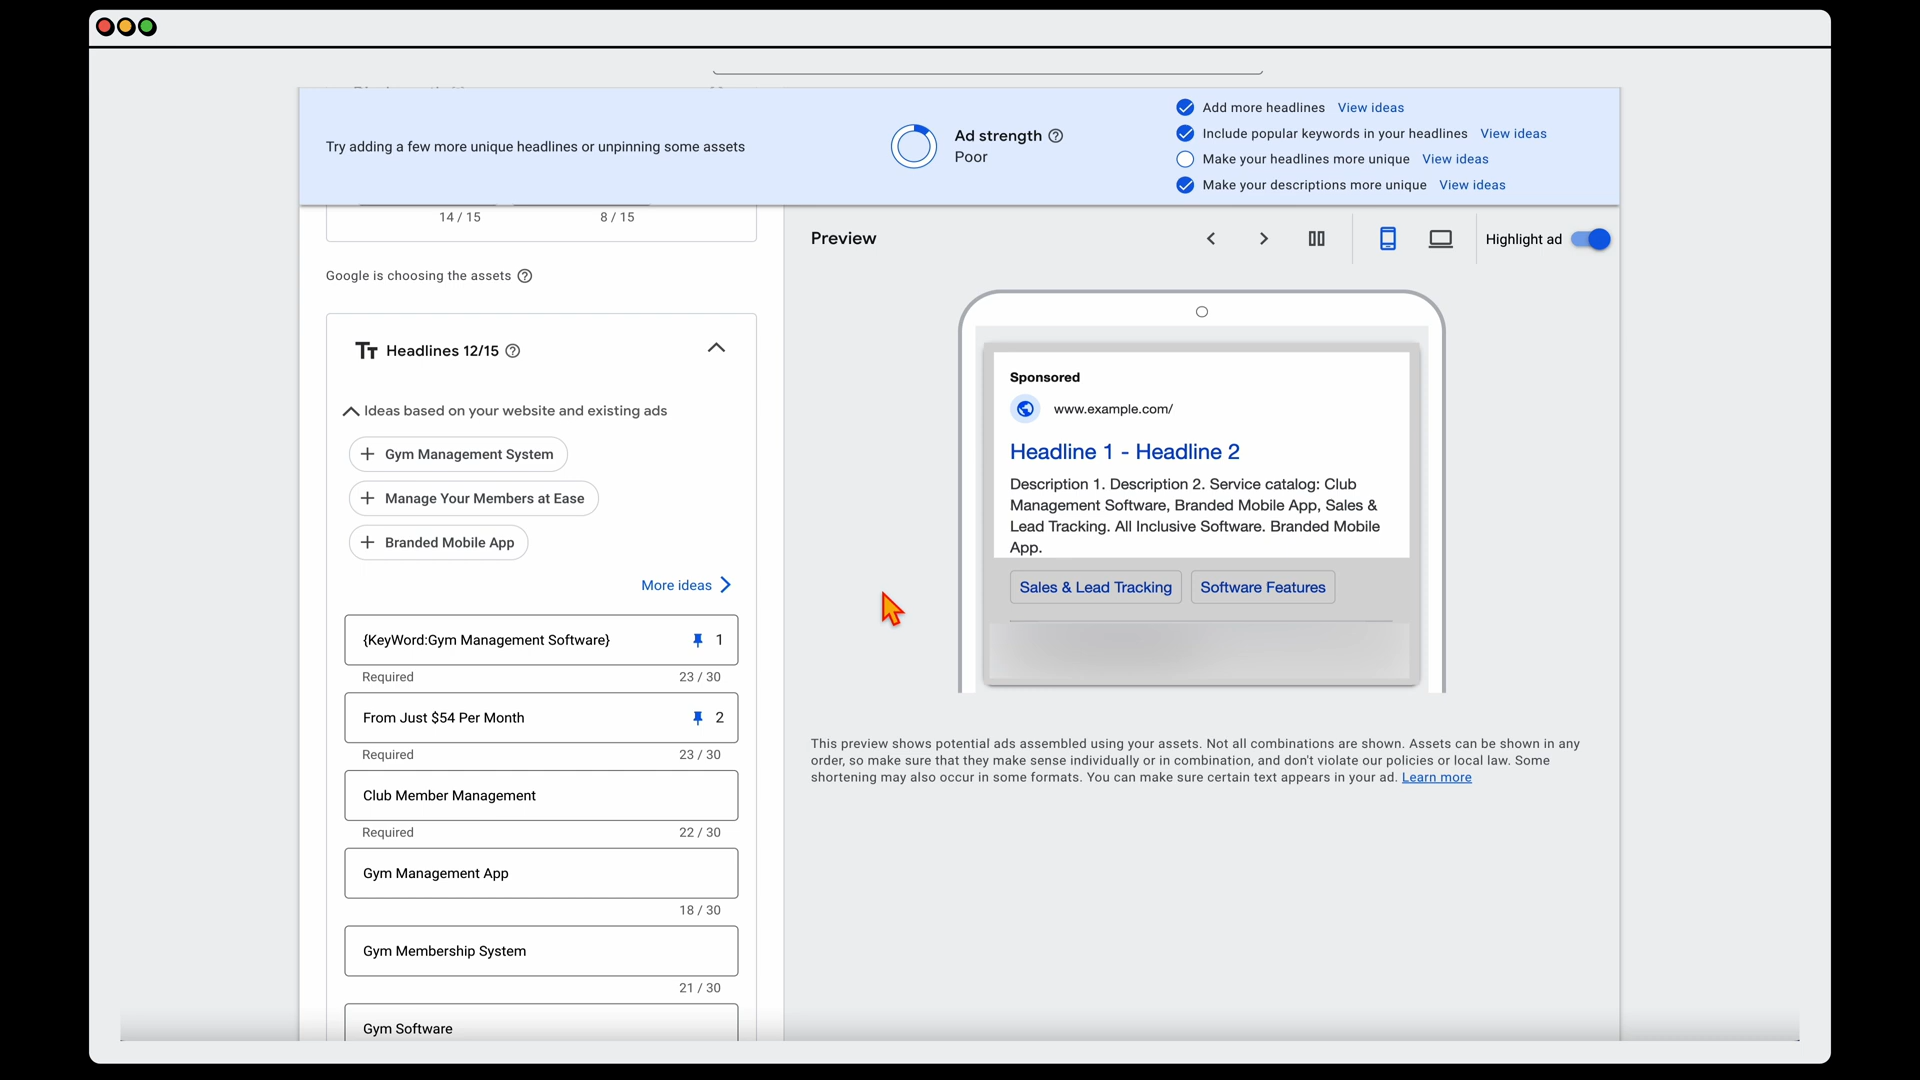 Try adding a few more unique headlines or unpinning some assets
Ad strength
Poor
Add more headlines View ideas
Include popular keywords in your headlines View ideas
Make your headlines more unique View ideas
Make your descriptions more unique View ideas
14 / 15
8 / 15
Google is choosing the assets
Headlines 12/15
Ideas based on your website and existing ads
+ Gym Management System
+ Manage Your Members at Ease
+ Branded Mobile App
More ideas
{KeyWord:Gym Management Software} 1
Required 23 / 30
From Just $54 Per Month 2
Required 23 / 30
Club Member Management
Required 22 / 30
Gym Management App
18 / 30
Gym Membership System
21 / 30
Gym Software
Preview
Highlight ad
Sponsored
www.example.com/
Headline 1 - Headline 2
Description 1. Description 2. Service catalog: Club
Management Software, Branded Mobile App, Sales &
Lead Tracking. All Inclusive Software. Branded Mobile
App.
Sales & Lead Tracking
Software Features
This preview shows potential ads assembled using your assets. Not all combinations are shown. Assets can be shown in any
order, so make sure that they make sense individually or in combination, and don't violate our policies or local law. Some
shortening may also occur in some formats. You can make sure certain text appears in your ad. Learn more